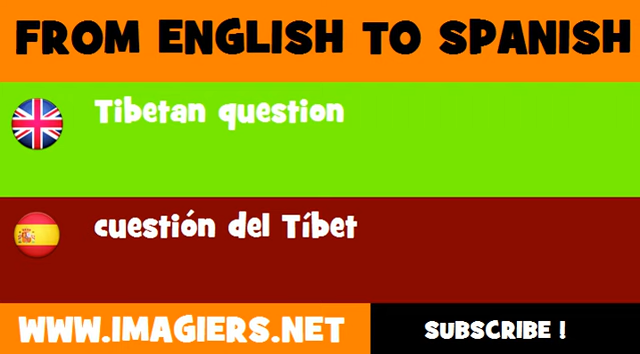 FROM ENGLISH TO SPANISH
Tibetan question
cuestión del Tíbet
WWW.IMAGIERS.NET
SUBSCRIBE !